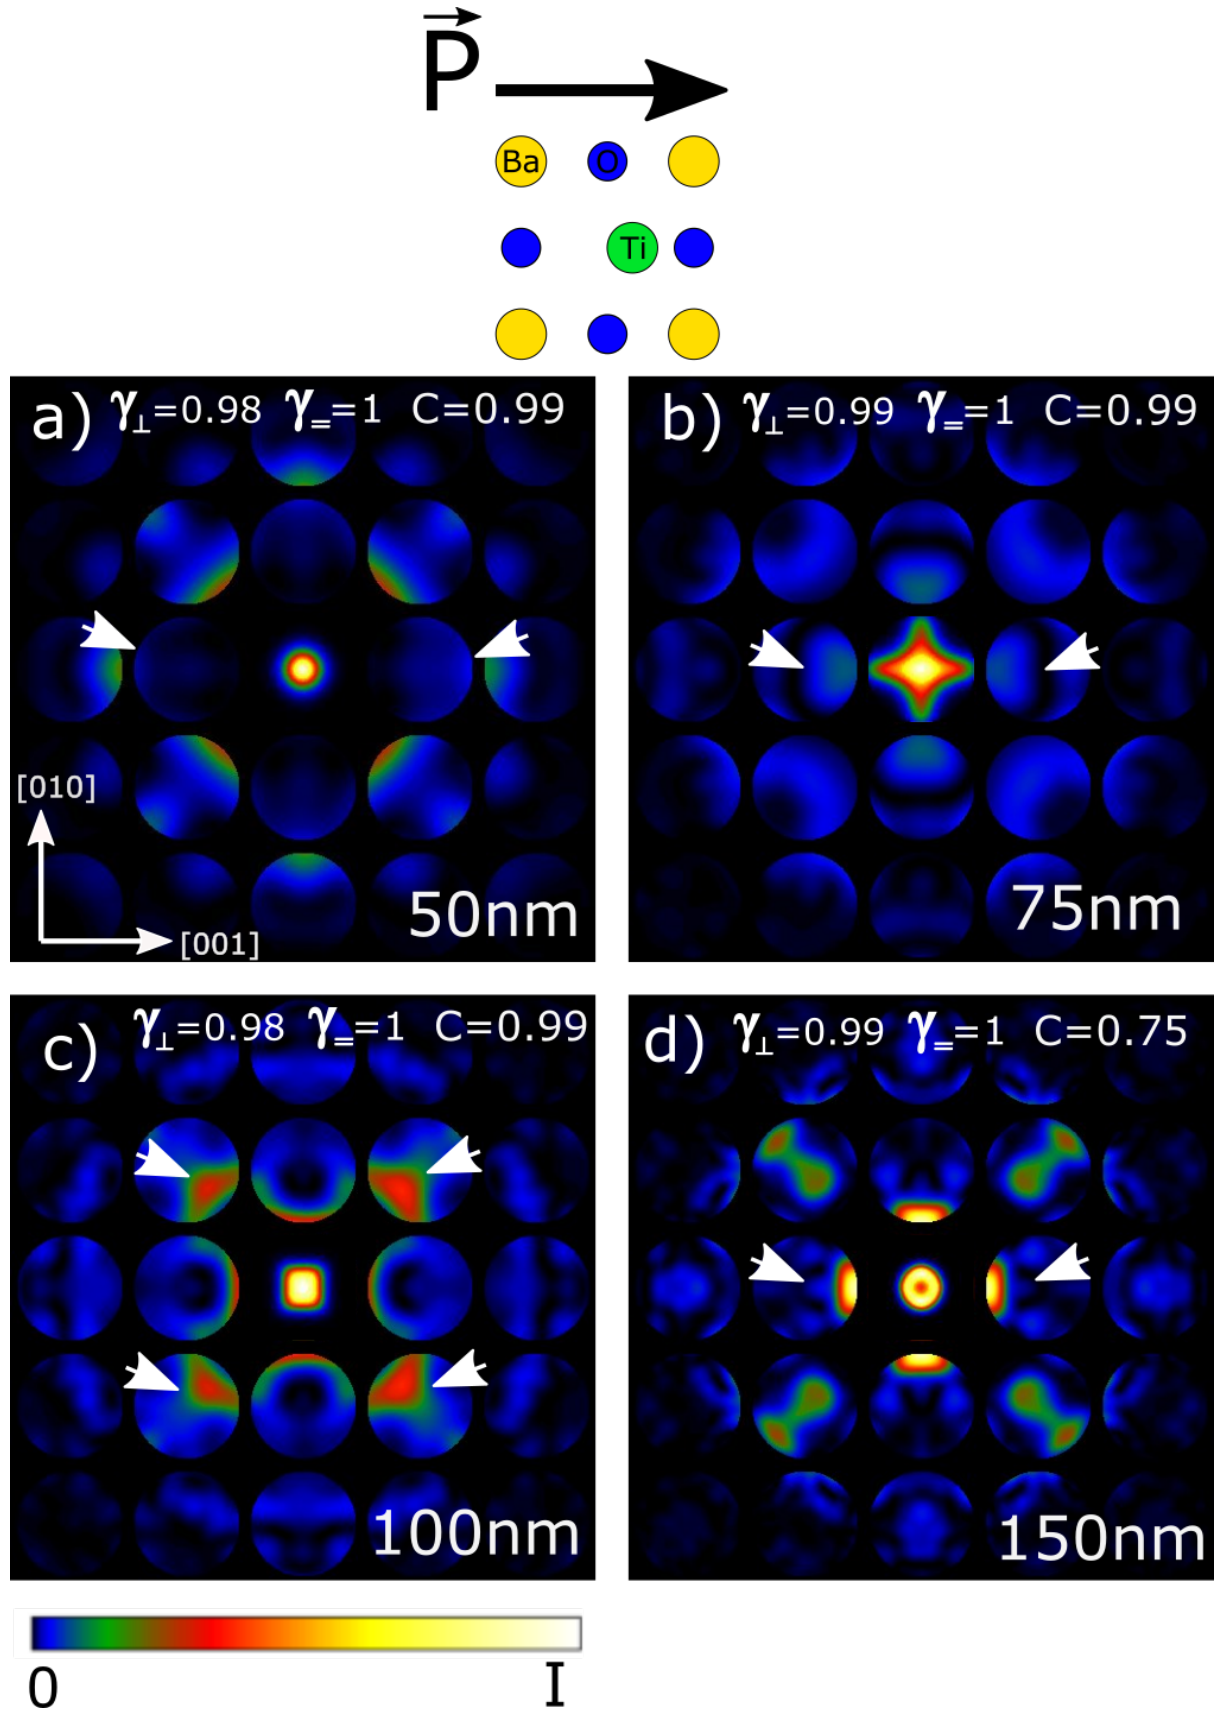 P
Ba O
Ti
a) γ⊥=0.98 γ==1 C=0.99
b) γ⊥=0.99 γ==1 C=0.99
[010]
[001]
50nm
75nm
c) γ⊥=0.98 γ==1 C=0.99
d) γ⊥=0.99 γ==1 C=0.75
100nm
150nm
0 I